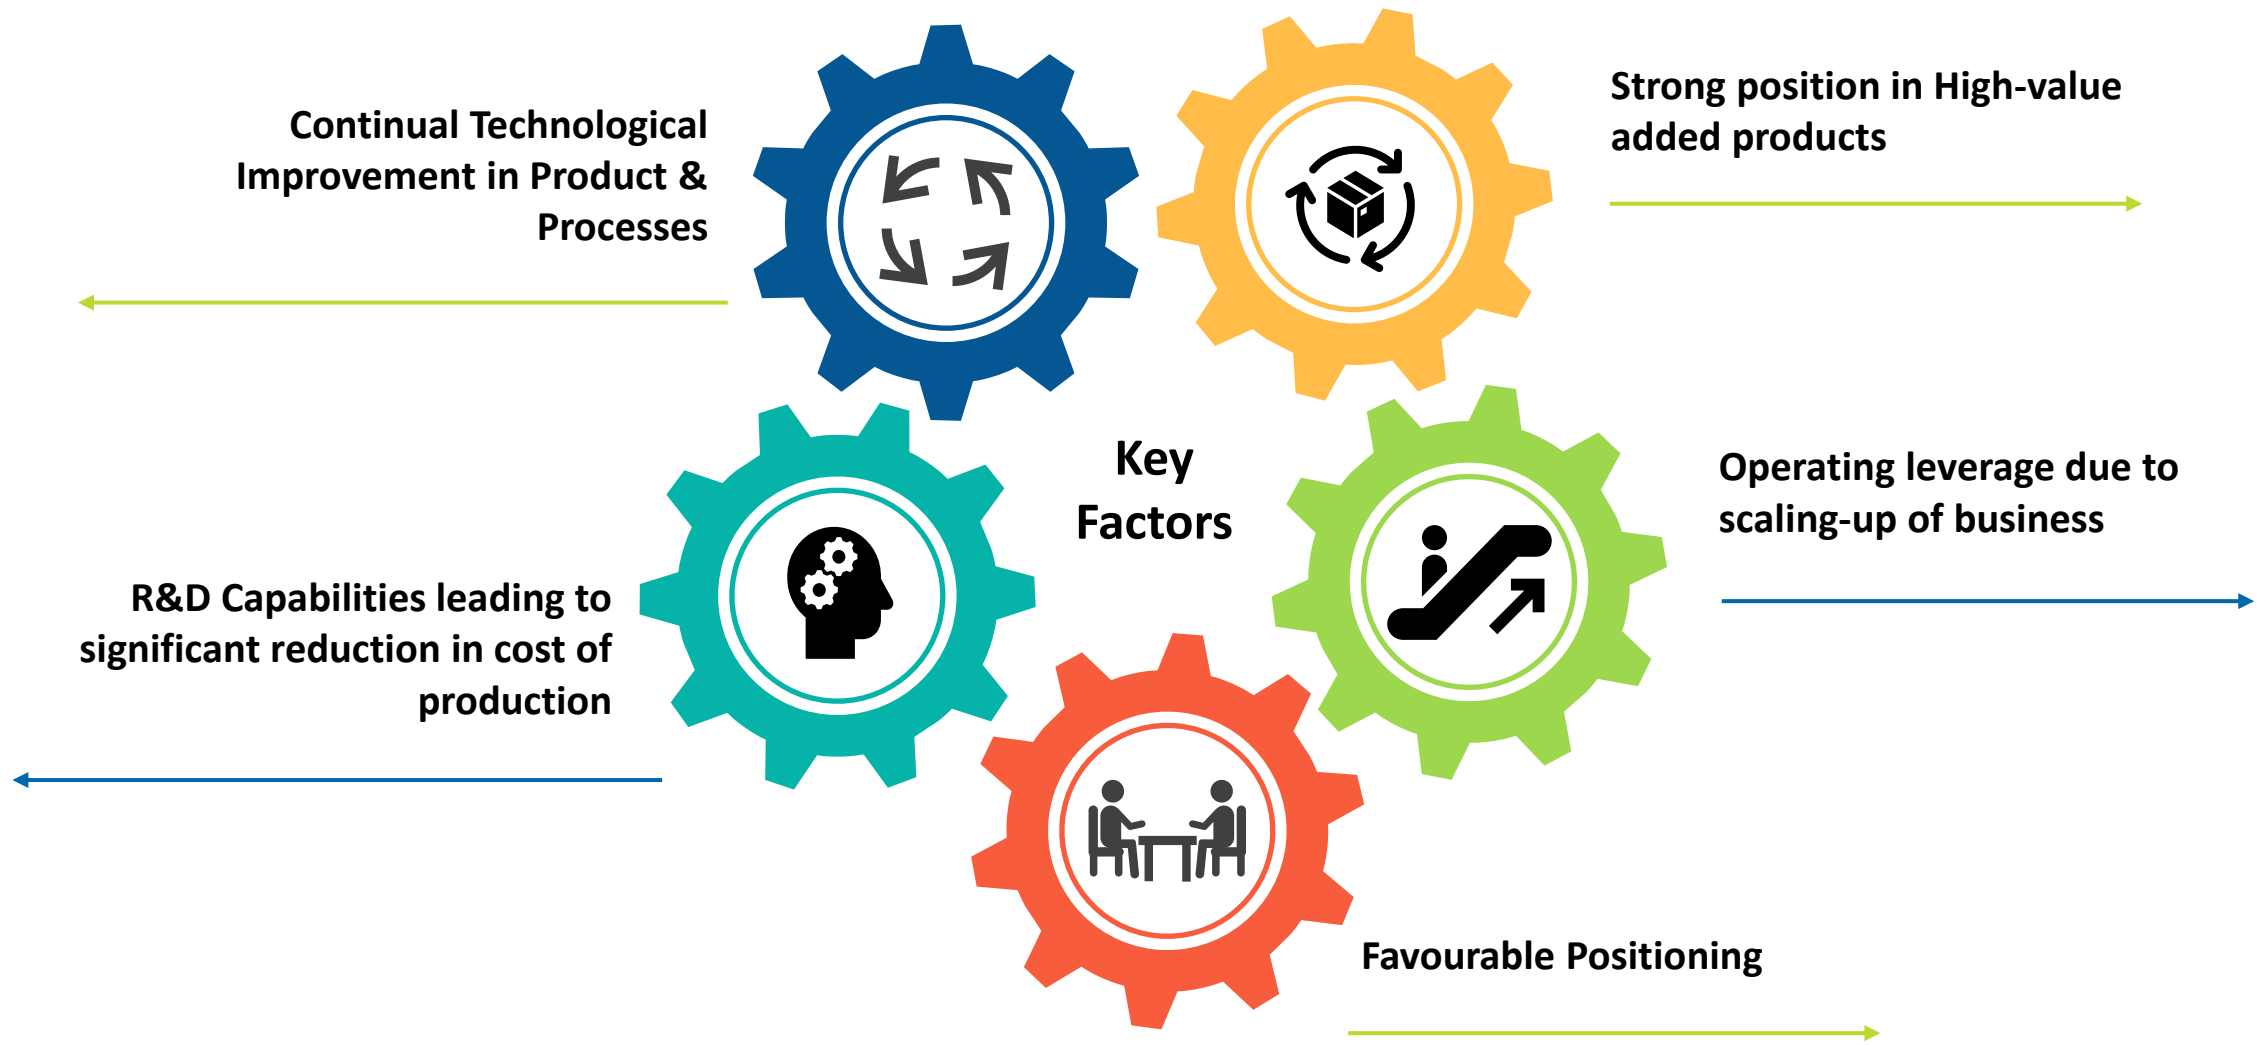 Continual Technological
Improvement in Product &
Processes
Strong position in High-value
added products
Key
Factors
Operating leverage due to
scaling-up of business
R&D Capabilities leading to
significant reduction in cost of
production
Favourable Positioning